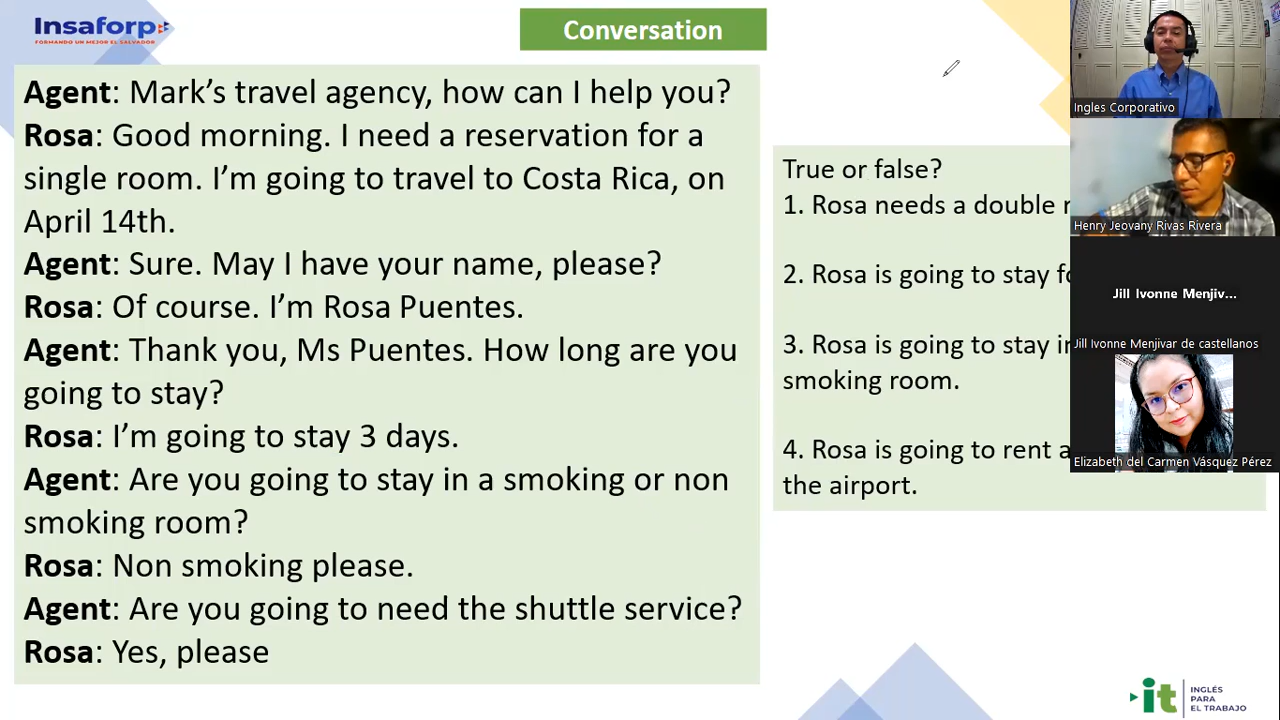 Insaforp
FORMANDO UN MEJOR EL SALVADOR
Conversation
Agent: Mark's travel agency, how can I help you?
Rosa: Good morning. I need a reservation for a
single room. I'm going to travel to Costa Rica, on
April 14th.
Agent: Sure. May I have your name, please?
Rosa: Of course. I'm Rosa Puentes.
Agent: Thank you, Ms Puentes. How long are you
going to stay?
Rosa: I'm going to stay 3 days.
Agent: Are you going to stay in a smoking or non
smoking room?
Rosa: Non smoking please.
Agent: Are you going to need the shuttle service?
Rosa: Yes, please
True or false?
1. Rosa needs a double
2. Rosa is going to stay
3. Rosa is going to stay
smoking room.
4. Rosa is going to rent
the airport.
Ingles Corporativo
Henry Jeovany Rivas Rivera
Jill Ivonne Menjiv...
Jill Ivonne Menjivar de castellanos
Elizabeth del Carmen Vásquez Pérez
it
INGLÉS
PARA
EL TRABAJO